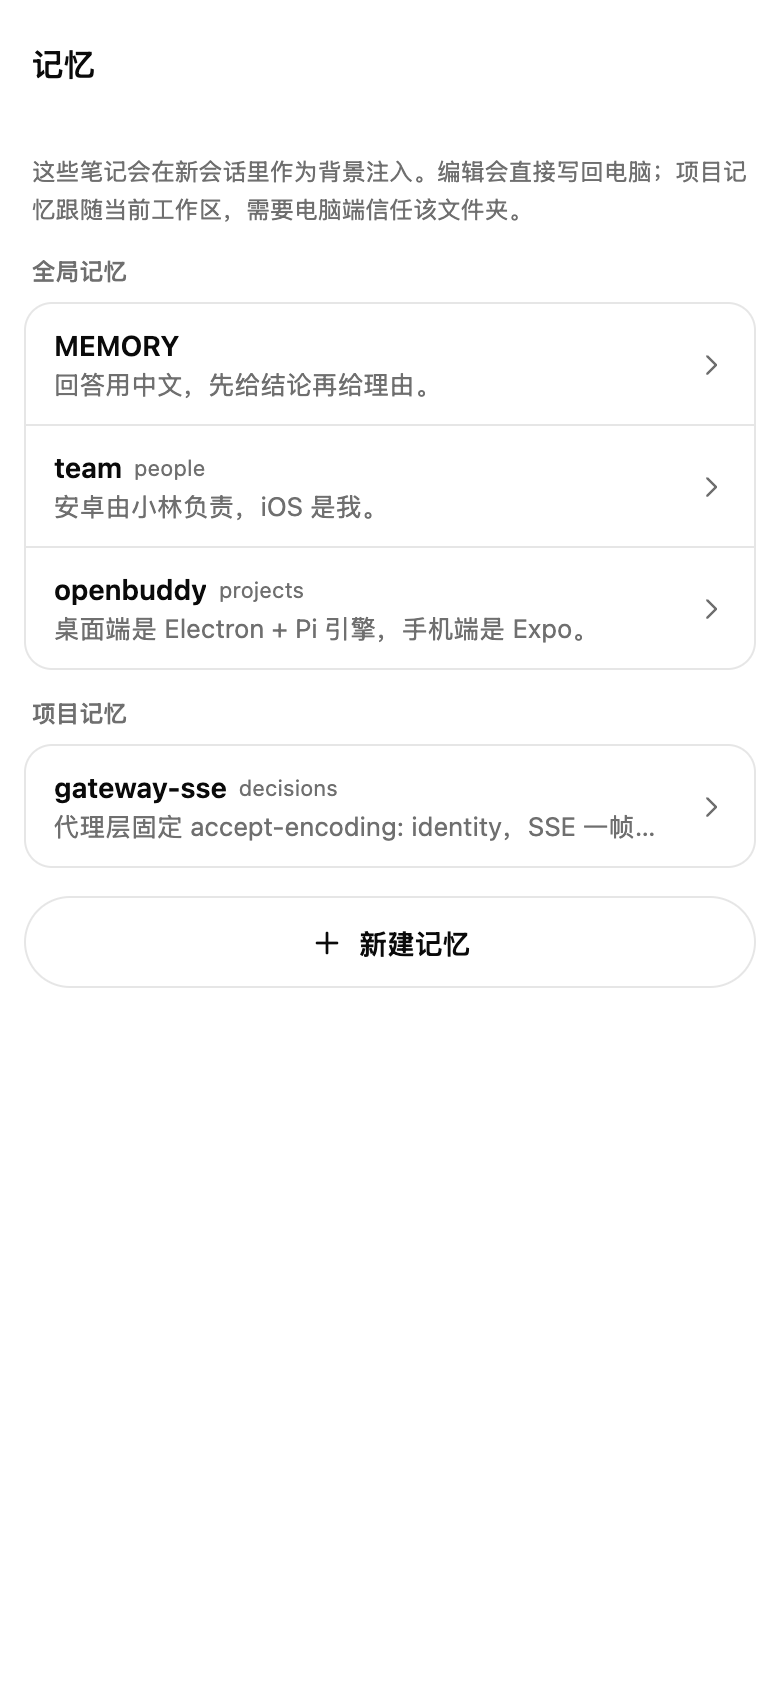 记忆
这些笔记会在新会话里作为背景注入。编辑会直接写回电脑；项目记
忆跟随当前工作区，需要电脑端信任该文件夹。
全局记忆
MEMORY
回答用中文，先给结论再给理由。
team people
安卓由小林负责，iOS 是我。
openbuddy projects
桌面端是 Electron + Pi 引擎，手机端是 Expo。
项目记忆
gateway-sse decisions
代理层固定 accept-encoding: identity，SSE 一帧...
+ 新建记忆